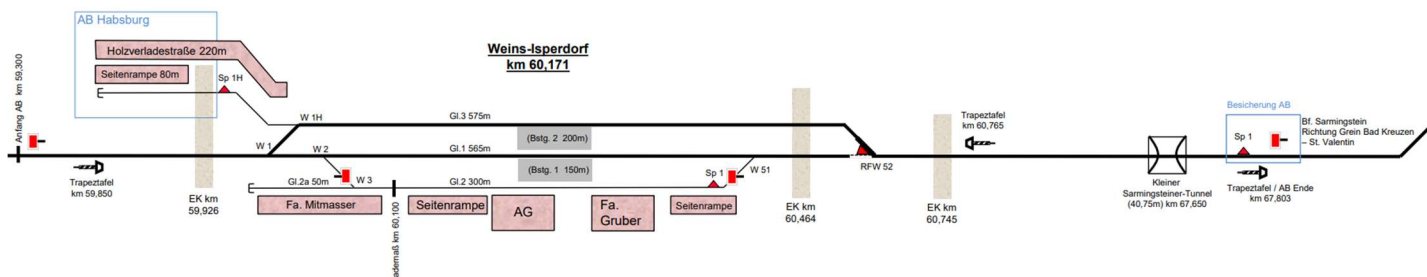 AB Habsburg
Holzverladestraße 220m
Seitenrampe 80m
Sp 1H
W 1H
Anfang AB km 59,300
Trapeztafel
km 59,850
EK km
59,926
W 1
W 2
W 3
Weins-Isperdorf
km 60,171
Gl.3 575m
(Bstg. 2 200m)
Gl.1 565m
(Bstg. 1 150m)
Gl.2a 50m
Gl.2 300m
Sp 1
W 51
Fa. Mitmasser
Seitenrampe
AG
Fa.
Gruber
Seitenrampe
ademaß km 60,100
EK km
60,464
RFW 52
EK km
60,745
Trapeztafel
km 60,765
Kleiner
Sarmingsteiner-Tunnel
(40,75m) km 67,650
Besicherung AB
Sp 1
Bf. Sarmingstein
Richtung Grein Bad Kreuzen
– St. Valentin
Trapeztafel / AB Ende
km 67,803